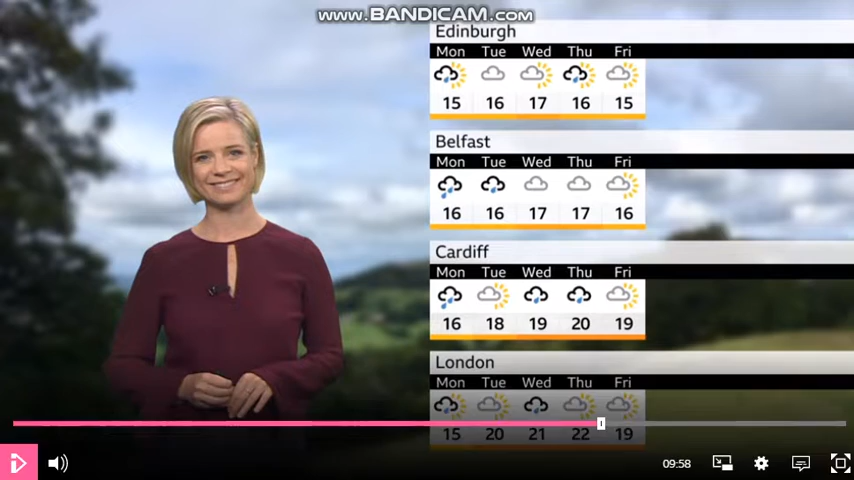 www.BANDICAM.com
Edinburgh
Mon Tue Wed Thu Fri
15 16 17 16 15
Belfast
Mon Tue Wed Thu Fri
16 16 17 17 16
Cardiff
Mon Tue Wed Thu Fri
16 18 19 20 19
London
Mon Tue Wed Thu Fri
15 20 21 22 19
09:58